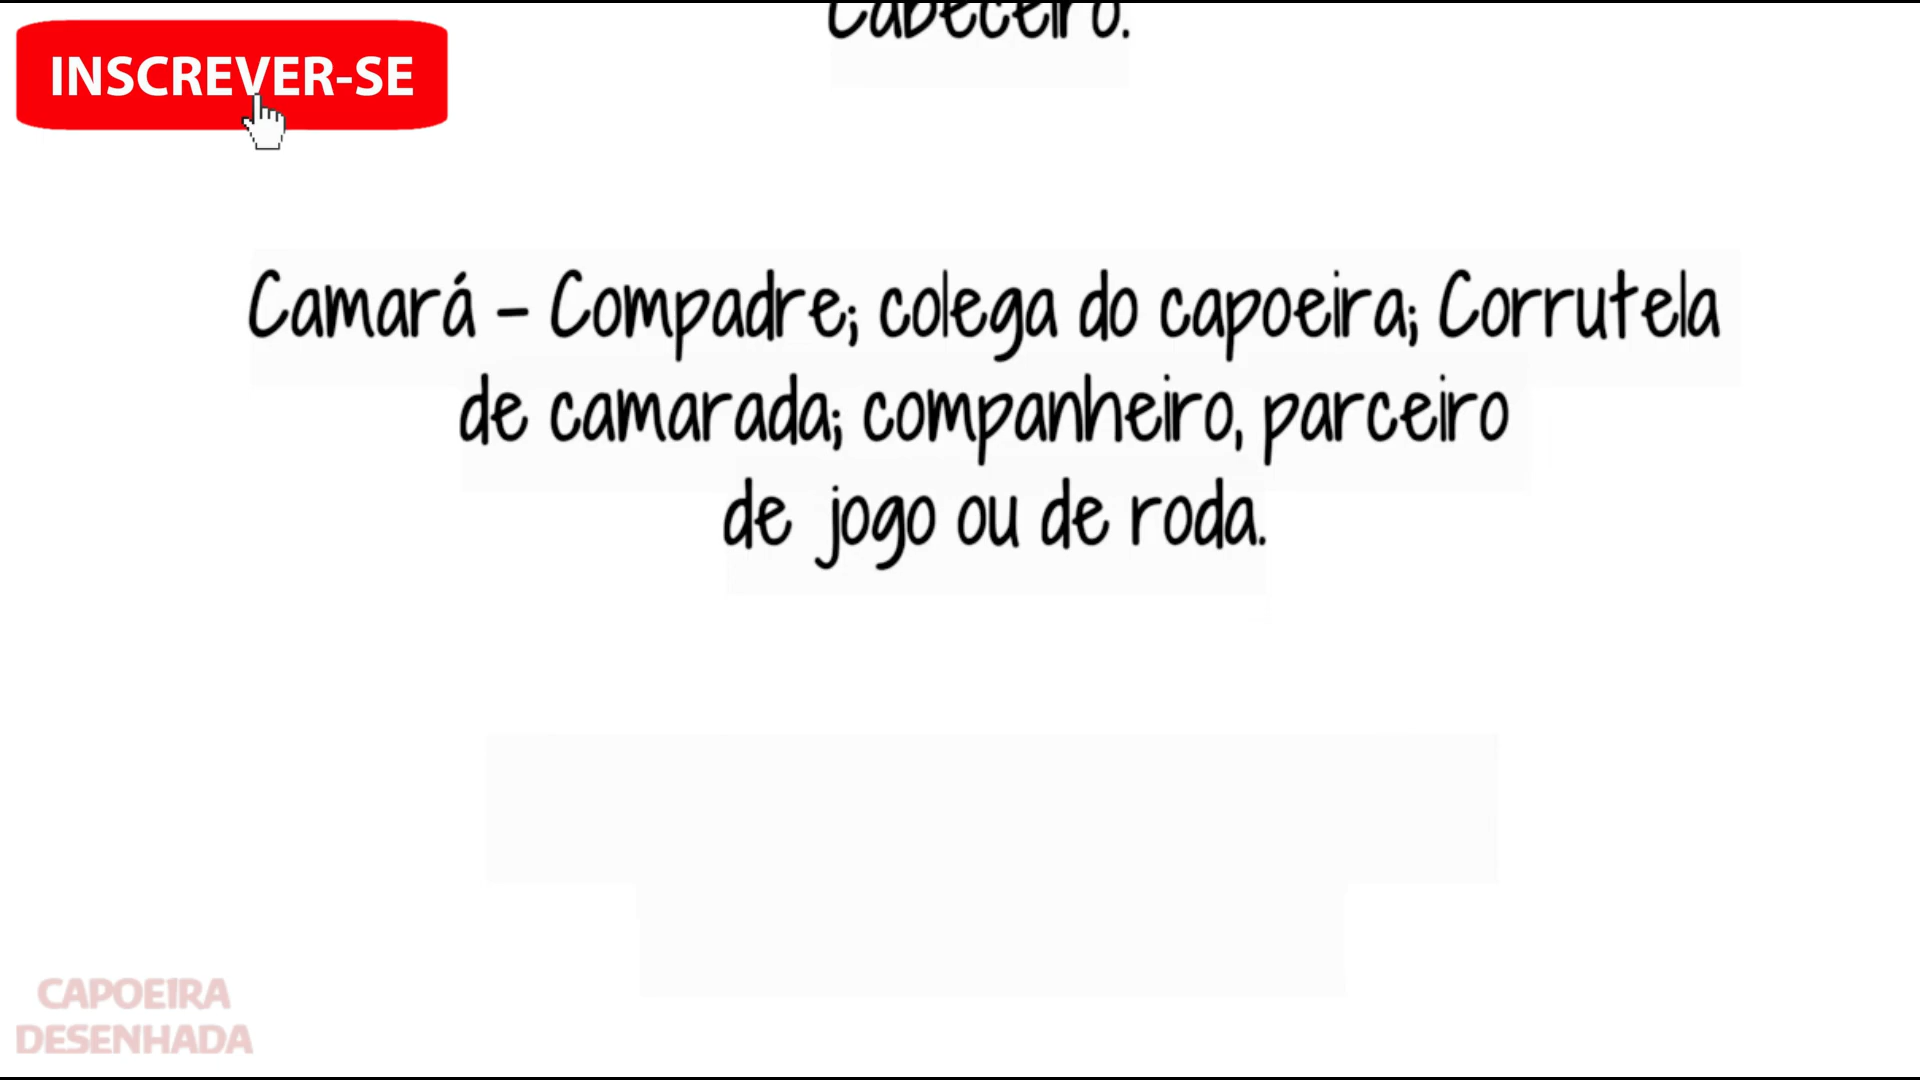 Cabeceiro.
INSCREVER-SE
Camará - Compadre; colega do capoeira; Corrutela
de camarada; companheiro, parceiro
de jogo ou de roda.
CAPOEIRA
DESENHADA